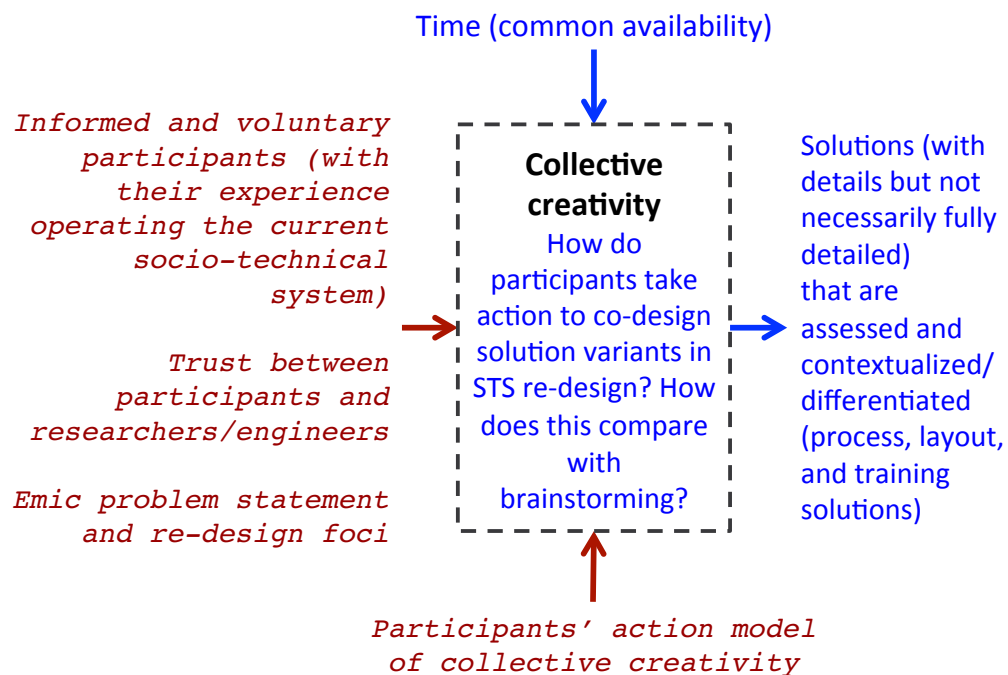 Time (common availability)
Informed and voluntary
participants (with
their experience
operating the current
socio-technical
system)
Trust between
participants and
researchers/engineers
Emic problem statement
and re-design foci
Collective
creativity
How do
participants take
action to co-design
solution variants in
STS re-design? How
does this compare
with
brainstorming?
Solutions (with
details but not
necessarily fully
detailed)
that are
assessed and
contextualized/
differentiated
(process, layout,
and training
solutions)
Participants’ action model
of collective creativity